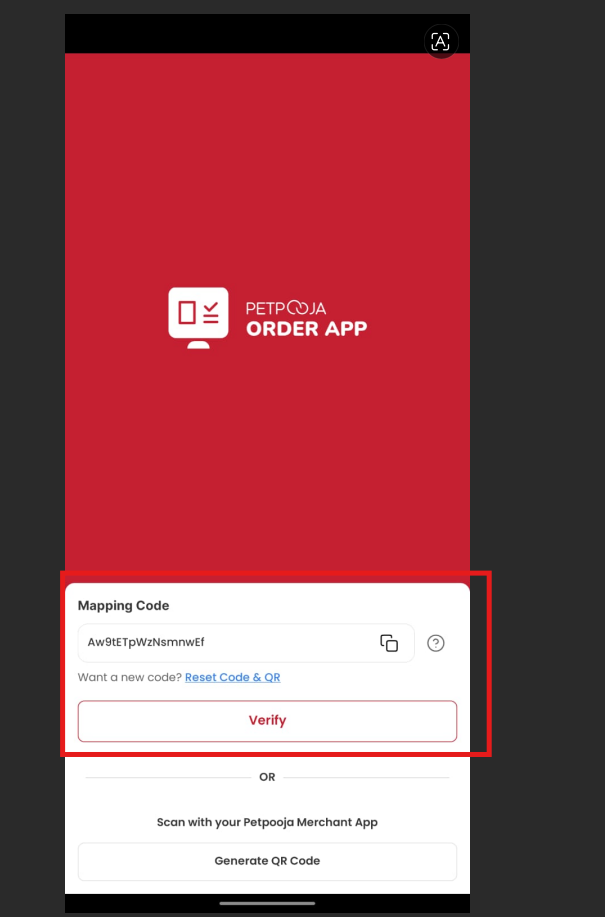 A
PETPOOJA
ORDER APP
Mapping Code
Aw9tETpWzNsmnwEf
Want a new code? Reset Code & QR
Verify
OR
Scan with your Petpooja Merchant App
Generate QR Code